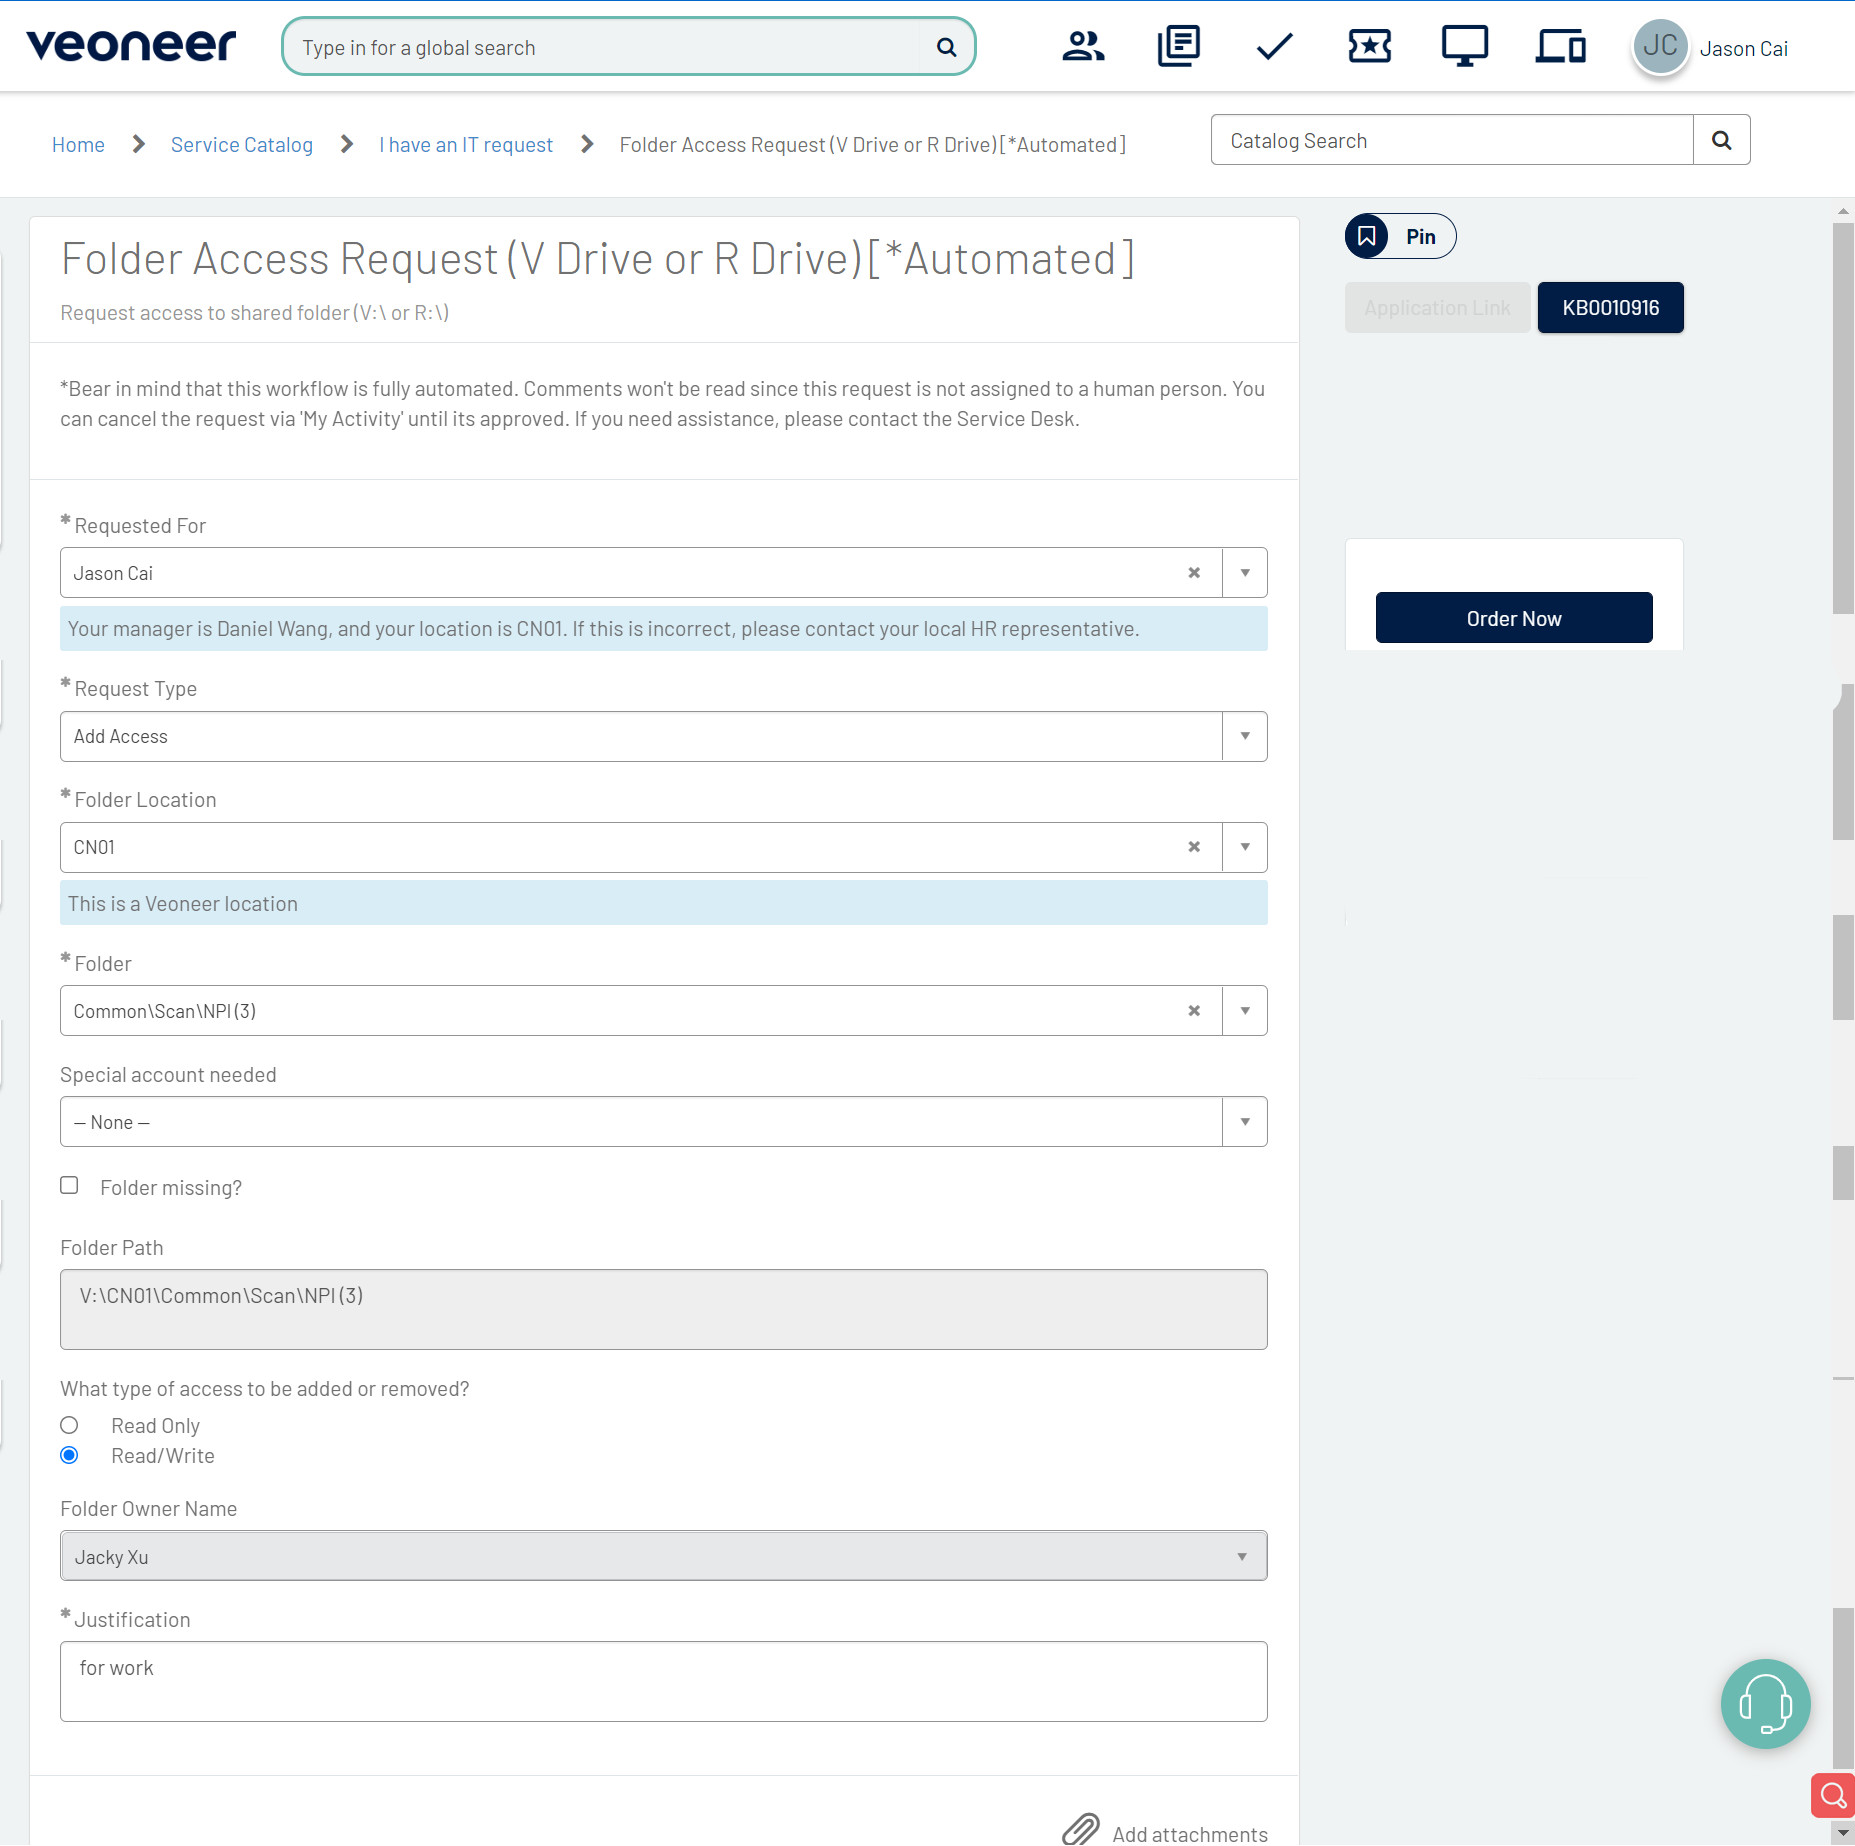 veoneer
Type in for a global search
JC
Jason Cai
Home
Service Catalog
I have an IT request
Folder Access Request (V Drive or R Drive) [*Automated]
Catalog Search
Folder Access Request (V Drive or R Drive) [*Automated]
Request access to shared folder (V:\ or R:\)
Pin
Application Link
KB0010916
*Bear in mind that this workflow is fully automated. Comments won't be read since this request is not assigned to a human person. You
can cancel the request via 'My Activity' until its approved. If you need assistance, please contact the Service Desk.
* Requested For
Jason Cai
Your manager is Daniel Wang, and your location is CN01. If this is incorrect, please contact your local HR representative.
Order Now
* Request Type
Add Access
* Folder Location
CN01
This is a Veoneer location
* Folder
Common\Scan\NPI (3)
Special account needed
— None —
Folder missing?
Folder Path
V:\CN01\Common\Scan\NPI (3)
What type of access to be added or removed?
Read Only
Read/Write
Folder Owner Name
Jacky Xu
* Justification
for work
Add attachments